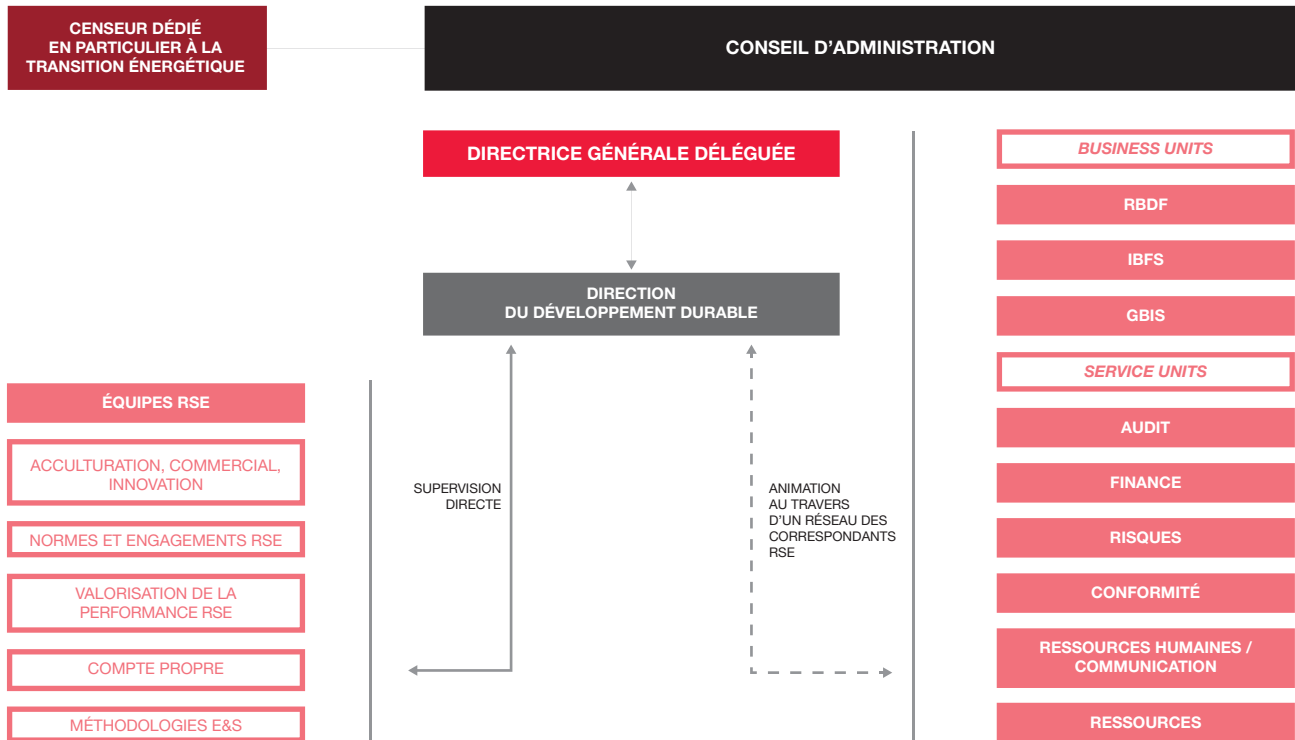 CENSEUR DÉDIÉ
EN PARTICULIER À LA
TRANSITION ÉNERGÉTIQUE
CONSEIL D'ADMINISTRATION
DIRECTRICE GÉNÉRALE DÉLÉGUÉE
DIRECTION
DU DÉVELOPPEMENT DURABLE
ÉQUIPES RSE
ACCULTURATION, COMMERCIAL,
INNOVATION
NORMES ET ENGAGEMENTS RSE
VALORISATION DE LA
PERFORMANCE RSE
COMPTE PROPRE
MÉTHODOLOGIES E&S
SUPERVISION
DIRECTE
ANIMATION
AU TRAVERS
D'UN RÉSEAU DES
CORRESPONDANTS
RSE
BUSINESS UNITS
RBDF
IBFS
GBIS
SERVICE UNITS
AUDIT
FINANCE
RISQUES
CONFORMITÉ
RESSOURCES HUMAINES /
COMMUNICATION
RESSOURCES